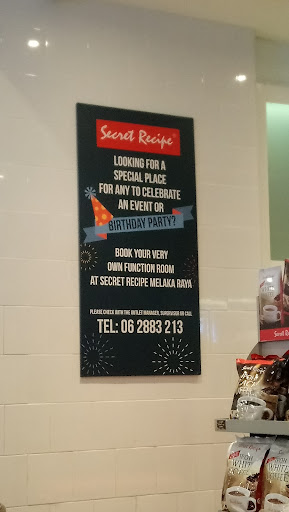 Secret Recipe®
LOOKING FOR A
SPECIAL PLACE
FOR ANY TO CELEBRATE
AN EVENT OR
BIRTHDAY PARTY?
BOOK YOUR VERY
OWN FUNCTION ROOM
AT SECRET RECIPE MELAKA RAYA
PLEASE CHECK WITH THE OUTLET MANAGER, SUPERVISOR OR CALL
TEL: 06 2883 213
WHITE